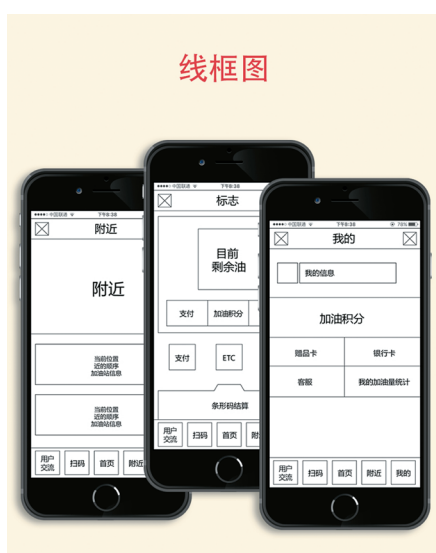 线框图
中国联通
下午8:38
附近
附近
当前位置
近的顺序
加油站信息
当前位置
近的顺序
加油站信息
用户
交流
扫码
首页
附近
中国联通
下午8:38
标志
目前
剩余油
支付
加油积分
支付
ETC
条形码结算
用户
交流
扫码
首页
中国联通
下午8:38
78%
我的
我的信息
加油积分
赠品卡
银行卡
客服
我的加油量统计
用户
交流
扫码
首页
附近
我的